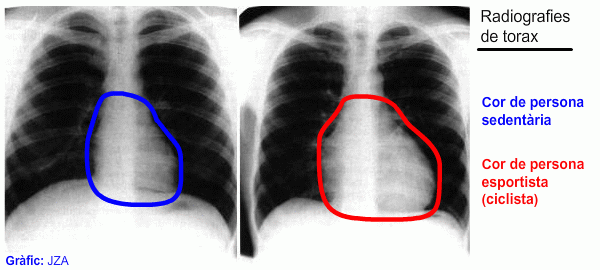 Radiografies
de torax
Cor de persona
sedentària
Cor de persona
esportista
(ciclista)
Gràfic: JZA